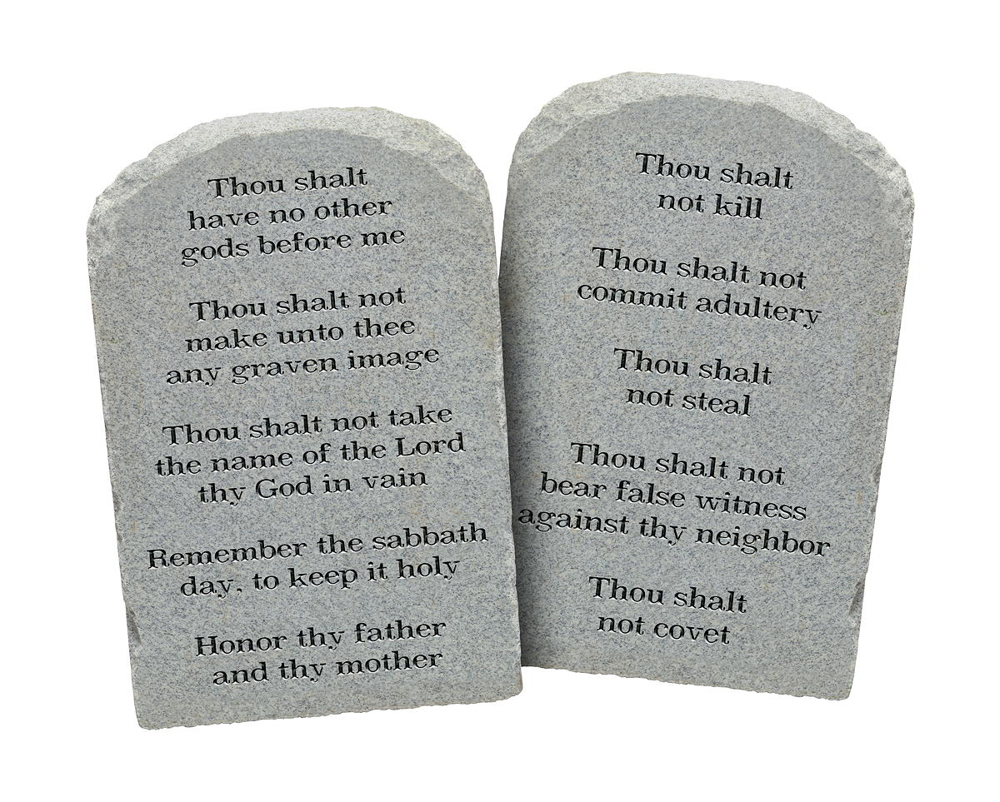 Thou shalt
have no other
gods before me
Thou shalt not
make unto thee
any graven image
Thou shalt not take
the name of the Lord
thy God in vain
Remember the sabbath
day, to keep it holy
Honor thy father
and thy mother
Thou shalt
not kill
Thou shalt not
commit adultery
Thou shalt
not steal
Thou shalt not
bear false witness
against thy neighbor
Thou shalt
not covet